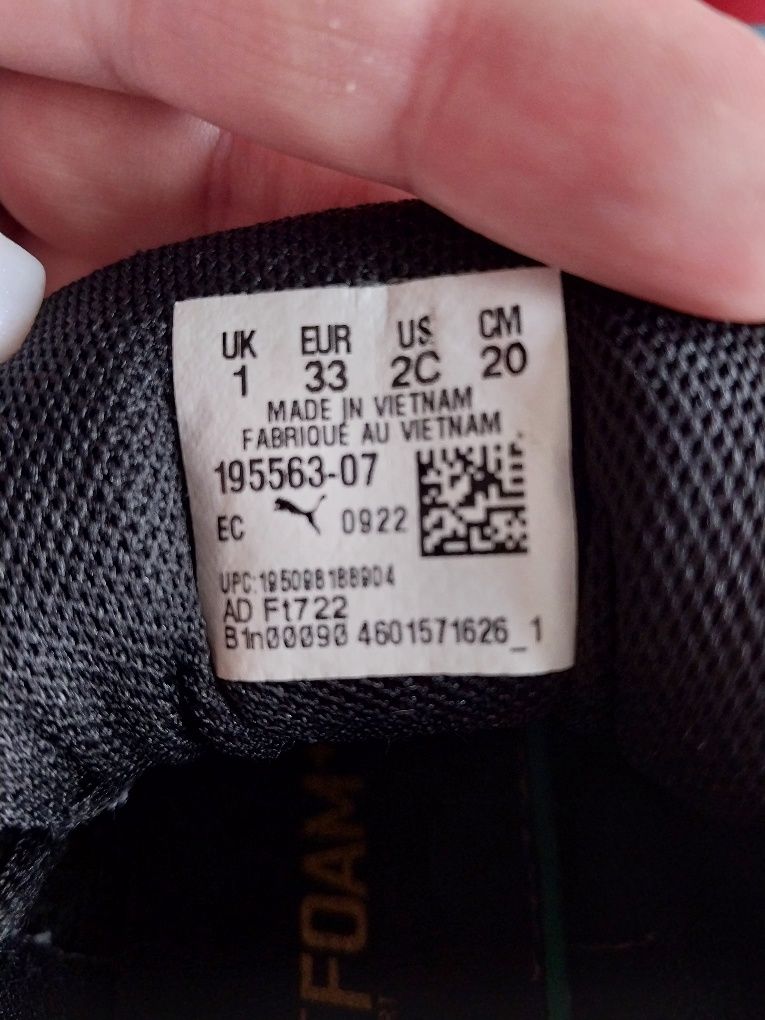 UK EUR US CM
1 33 2C 20
MADE IN VIETNAM
FABRIQUÉ AU VIETNAM
195563-07
EC 0922
UPC:195098188904
AD Ft722
B1n00090 4601571626_1
FOAM+